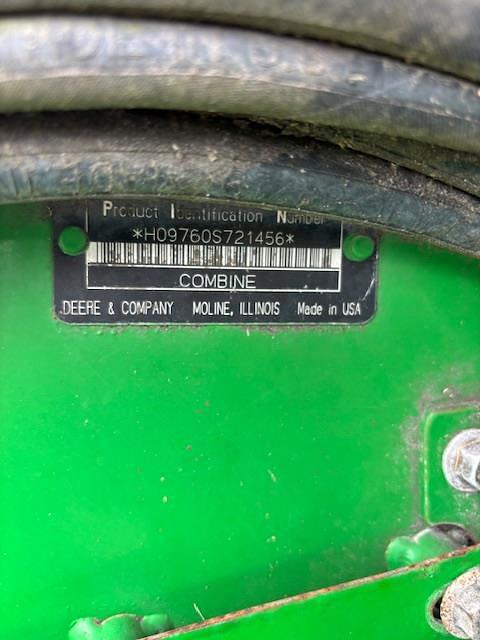 Product Identification Number
*H09760S721456*
COMBINE
DEERE & COMPANY MOLINE, ILLINOIS Made in USA